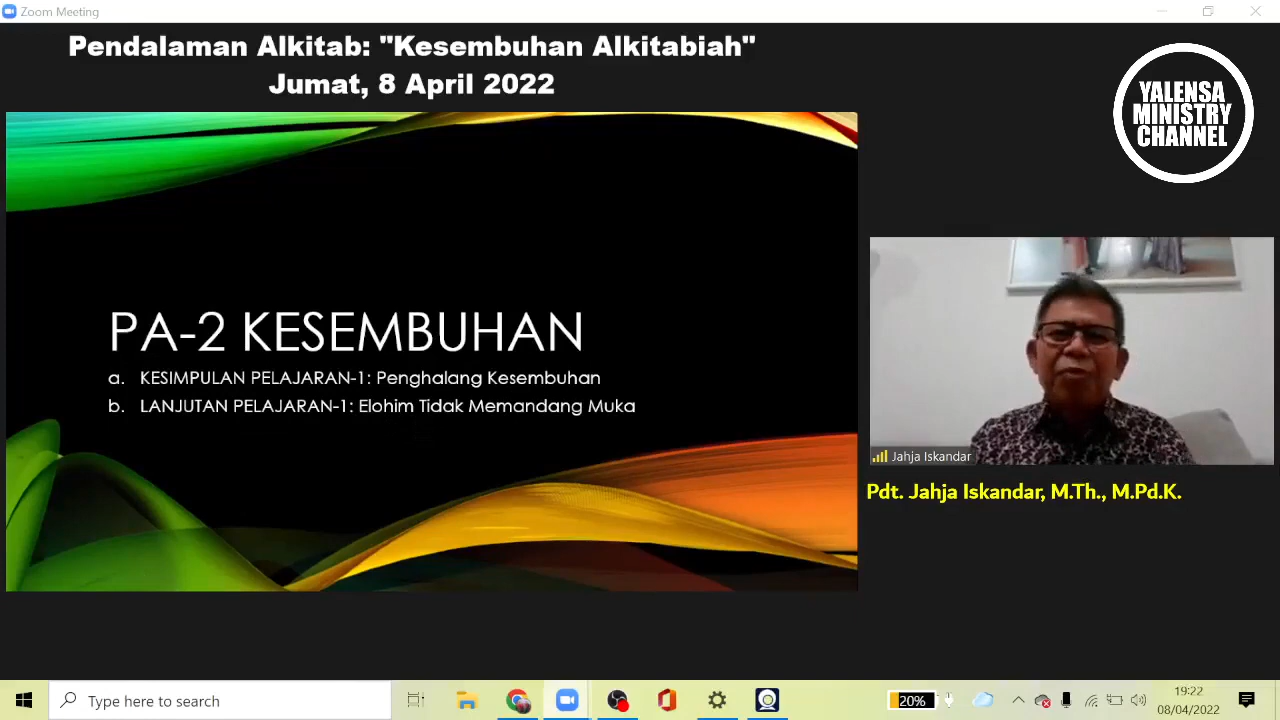 Zoom Meeting
Pendalaman Alkitab: "Kesembuhan Alkitabiah"
Jumat, 8 April 2022
YALENSA
MINISTRY
CHANNEL
PA-2 KESEMBUHAN
a. KESIMPULAN PELAJARAN-1: Penghalang Kesembuhan
b. LANJUTAN PELAJARAN-1: Elohim Tidak Memandang Muka
Jahja Iskandar
Pdt. Jahja Iskandar, M.Th., M.Pd.K.
Type here to search
20%
19:22
08/04/2022